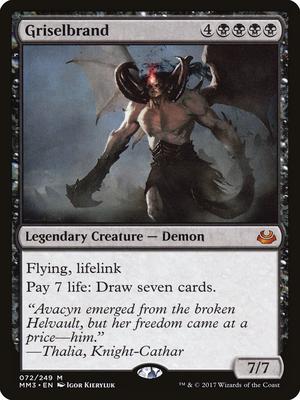 Griselbrand 4
Legendary Creature — Demon
Flying, lifelink
Pay 7 life: Draw seven cards.
“Avacyn emerged from the broken
Helvault, but her freedom came at a
price—him.”
—Thalia, Knight-Cathar
7/7
072/249 M
MM3 • EN Igor Kieryluk
™ & © 2017 Wizards of the Coast